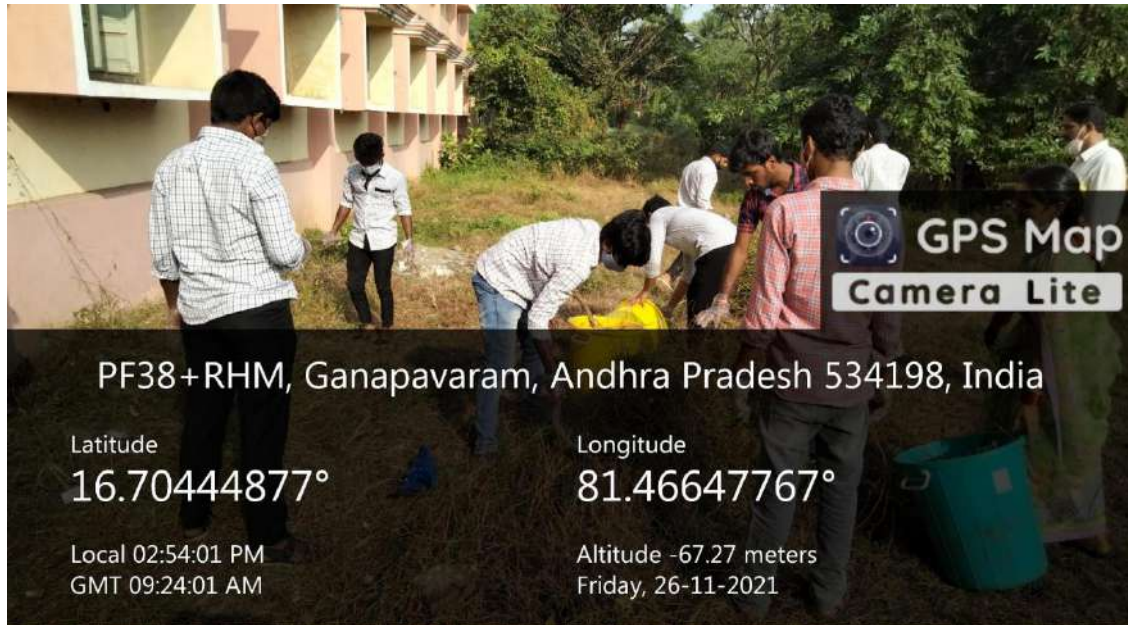 GPS Map
Camera Lite
PF38+RHM, Ganapavaram, Andhra Pradesh 534198, India
Latitude
16.70444877°
Longitude
81.46647767°
Local 02:54:01 PM
GMT 09:24:01 AM
Altitude -67.27 meters
Friday, 26-11-2021